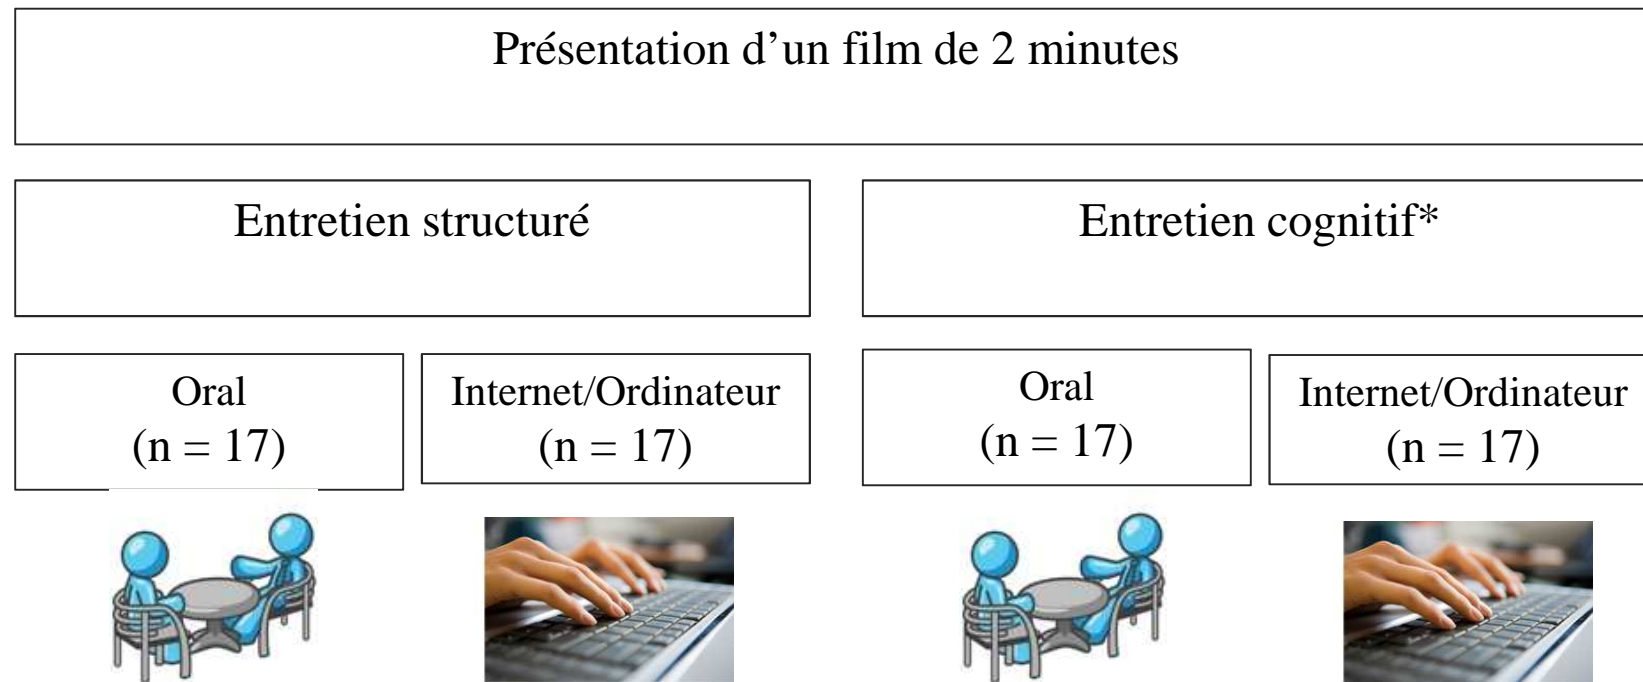 Présentation d’un film de 2 minutes
Entretien structuré
Entretien cognitif*
Oral
(n = 17)
Internet/Ordinateur
(n = 17)
Oral
(n = 17)
Internet/Ordinateur
(n = 17)